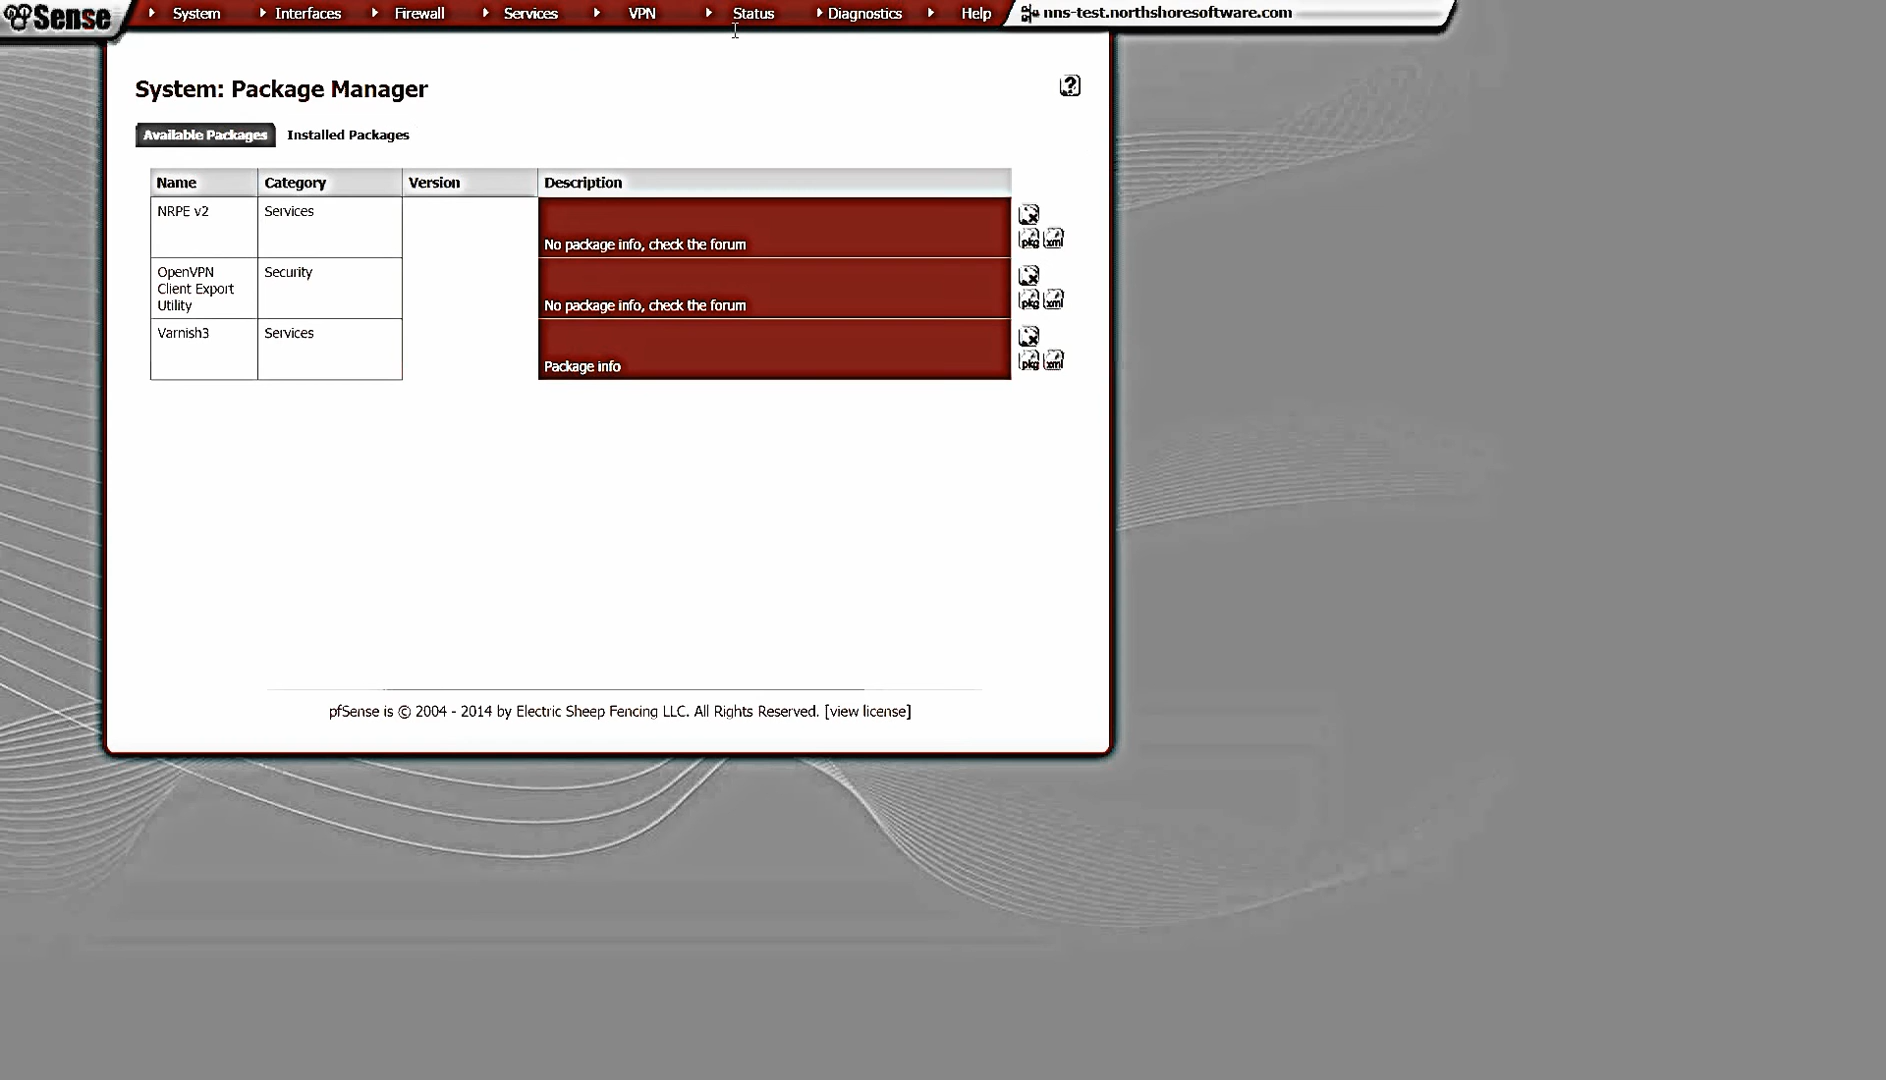 Sense System Interfaces Firewall Services VPN Status Diagnostics Help nns-test.northshoresoftware.com
System: Package Manager ?
Available Packages Installed Packages
Name Category Version Description
NRPE v2 Services
No package info, check the forum
pkg xml
OpenVPN Security
Client Export
Utility No package info, check the forum
pkg xml
Varnish3 Services
Package info
pkg xml
pfSense is © 2004 - 2014 by Electric Sheep Fencing LLC. All Rights Reserved. [view license]